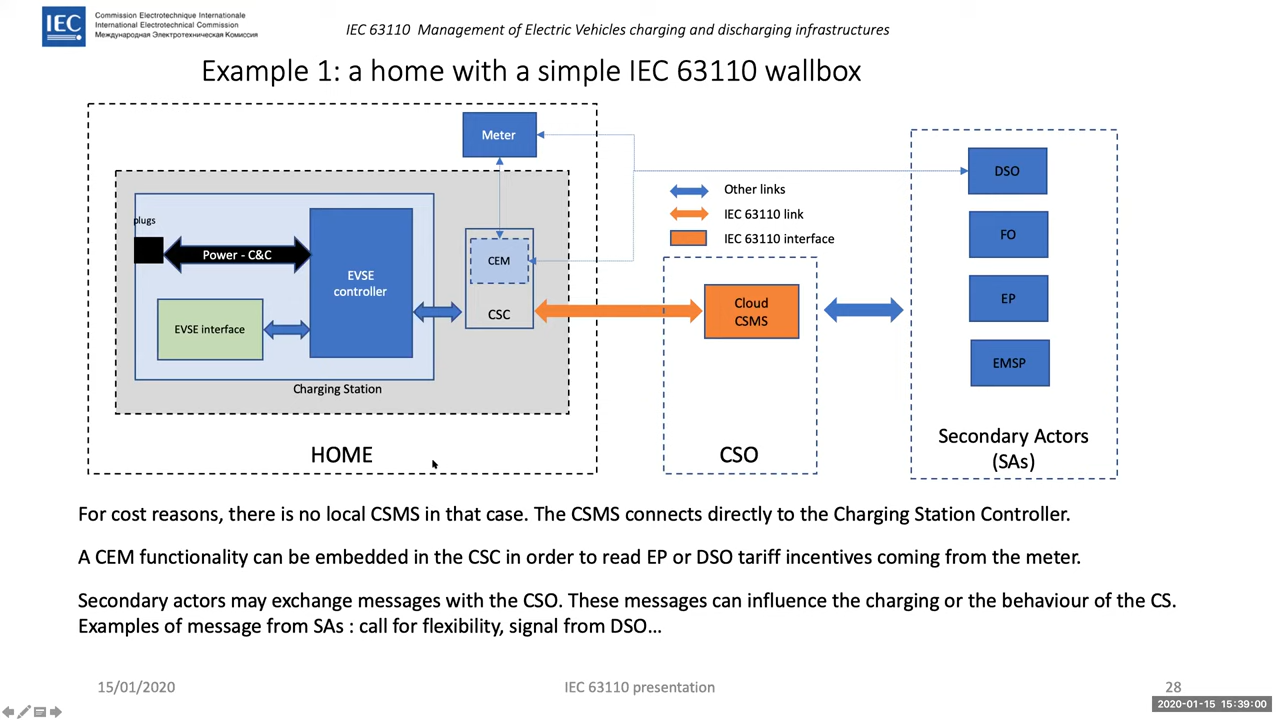 IEC
Commission Electrotechnique Internationale
International Electrotechnical Commission
Международная Электротехническая Комиссия
IEC 63110 Management of Electric Vehicles charging and discharging infrastructures
Example 1: a home with a simple IEC 63110 wallbox
Meter
DSO
Other links
plugs
IEC 63110 link
FO
IEC 63110 interface
Power - C&C
CEM
EVSE
controller
EP
Cloud
CSMS
CSC
EVSE interface
EMSP
Charging Station
Secondary Actors
(SAs)
HOME
CSO
For cost reasons, there is no local CSMS in that case. The CSMS connects directly to the Charging Station Controller.
A CEM functionality can be embedded in the CSC in order to read EP or DSO tariff incentives coming from the meter.
Secondary actors may exchange messages with the CSO. These messages can influence the charging or the behaviour of the CS.
Examples of message from SAs : call for flexibility, signal from DSO...
15/01/2020
IEC 63110 presentation
28
2020-01-15 15:39:00